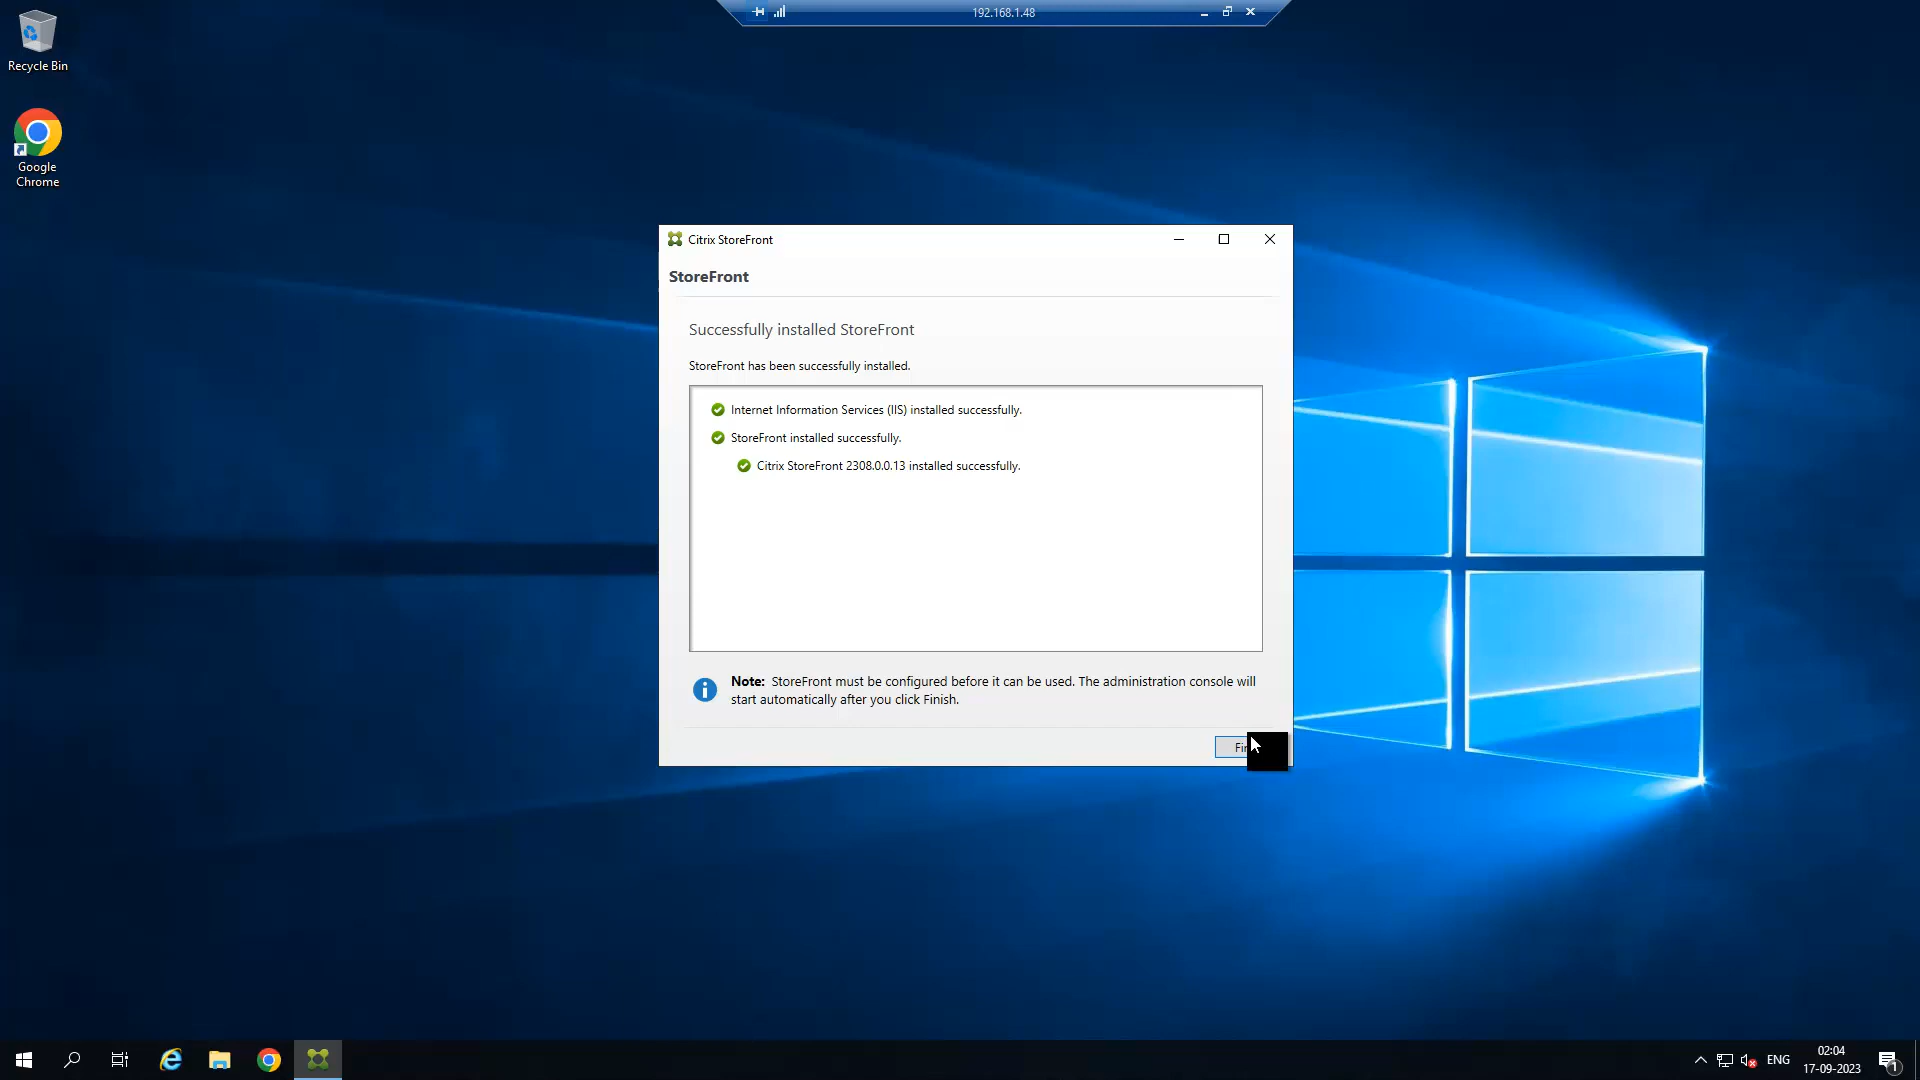 192.168.1.48
Recycle Bin
Google
Chrome
Citrix StoreFront
StoreFront
Successfully installed StoreFront
StoreFront has been successfully installed.
Internet Information Services (IIS) installed successfully.
StoreFront installed successfully.
Citrix StoreFront 2308.0.0.13 installed successfully.
Note: StoreFront must be configured before it can be used. The administration console will
start automatically after you click Finish.
ENG
02:04
17-09-2023
1